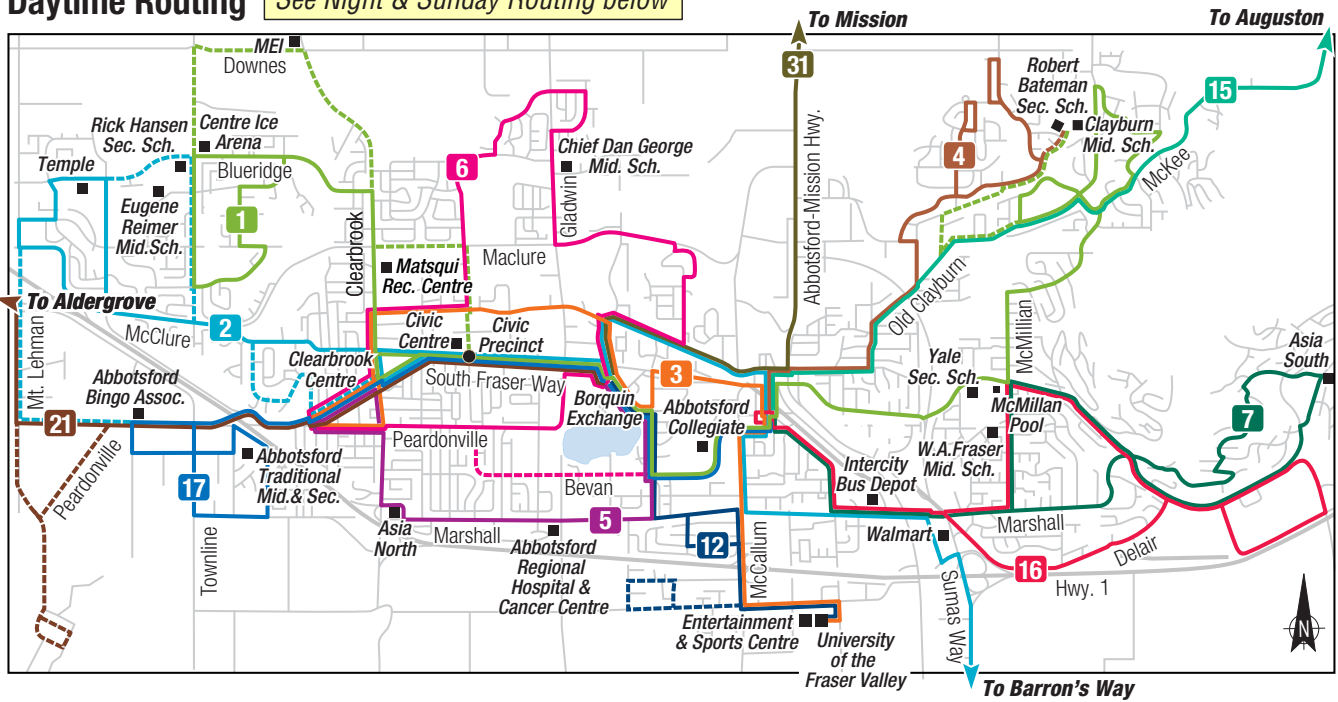 Daytime Routing
See Night & Sunday Routing below
To Mission
To Auguston
MEI
Downes
31
Robert
Bateman
Sec. Sch.
15
Rick Hansen
Sec. Sch.
Centre Ice
Arena
Clayburn
Mid. Sch.
Temple
Blueridge
6
Chief Dan George
Mid. Sch.
4
McKee
Eugene
Reimer
Mid.Sch.
1
Gladwin
Clearbrook
Maclure
Abbotsford-Mission Hwy.
Matsqui
Rec. Centre
Old Clayburn
To Aldergrove
McMillian
Mt. Lehman
McClure
2
Civic
Centre
Civic
Precinct
Asia
South
Clearbrook
Centre
South Fraser Way
3
Yale
Sec. Sch.
Abbotsford
Bingo Assoc.
Borquin
Exchange
Abbotsford
Collegiate
McMillan
Pool
7
21
Peardonville
W.A.Fraser
Mid. Sch.
Peardonville
Abbotsford
Traditional
Mid.& Sec.
Intercity
Bus Depot
17
Bevan
Asia
North
Marshall
5
Marshall
Walmart
12
Abbotsford
Regional
Hospital &
Cancer Centre
Delair
Townline
McCallum
16
Hwy. 1
Sumas Way
Entertainment
& Sports Centre
University
of the
Fraser Valley
N
To Barron's Way